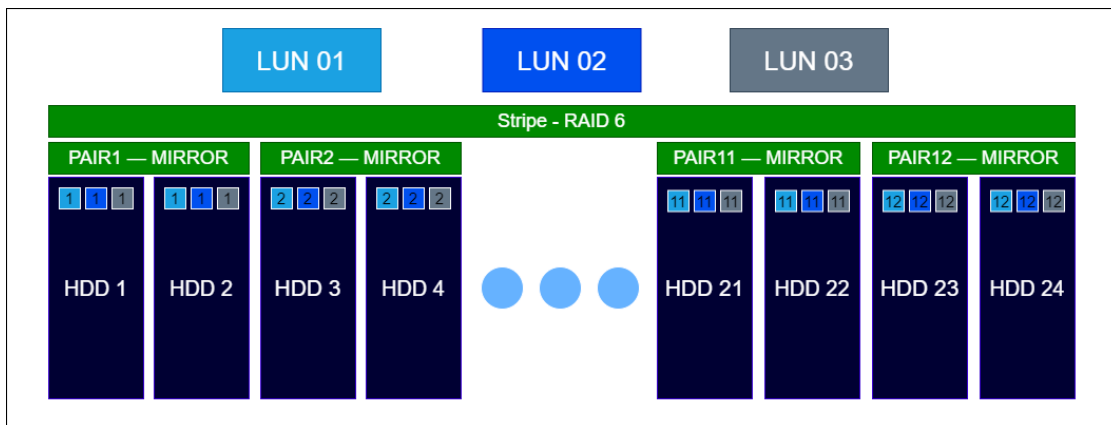 LUN 01 LUN 02 LUN 03
Stripe - RAID 6
PAIR1 — MIRROR PAIR2 — MIRROR PAIR11 — MIRROR PAIR12 — MIRROR
1 1 1 1 1 1 2 2 2 2 2 2 11 11 11 11 11 11 12 12 12 12 12 12
HDD 1 HDD 2 HDD 3 HDD 4 HDD 21 HDD 22 HDD 23 HDD 24